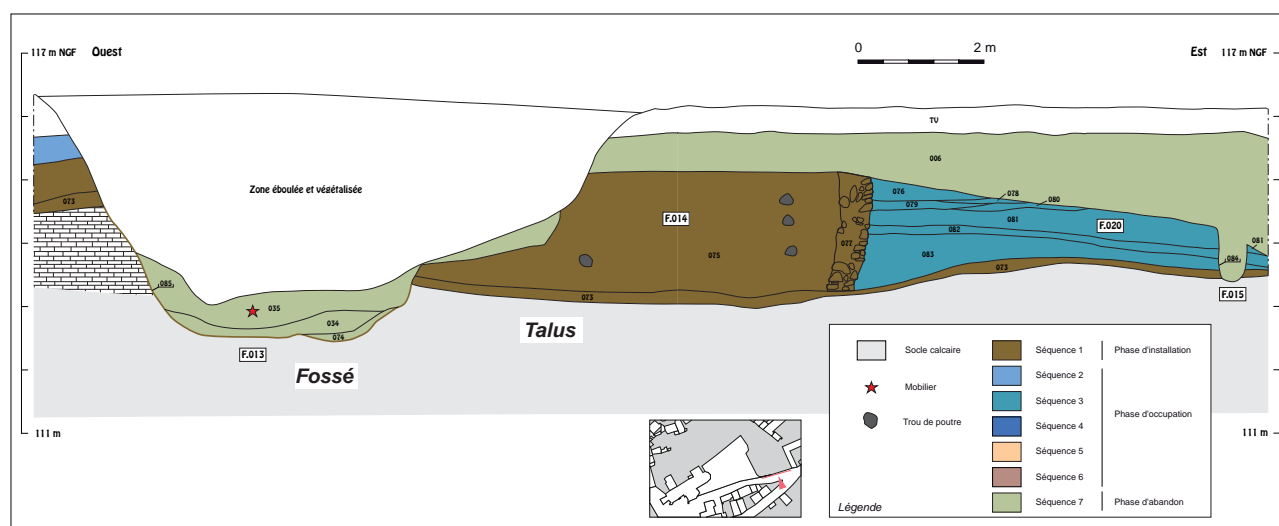 117 m NGF Ouest
0 2 m
Est 117 m NGF
TV
006
Zone éboulée et végétalisée
073
076
078
079
080
081
F.014
F.020
082
077
075
083
081
084
073
085
073
F.015
035
034
074
F.013
Talus
Fossé
111 m
111 m
Socle calcaire
Mobilier
Trou de poutre
Séquence 1 Phase d'installation
Séquence 2
Séquence 3
Séquence 4
Phase d'occupation
Séquence 5
Séquence 6
Séquence 7 Phase d'abandon
Légende